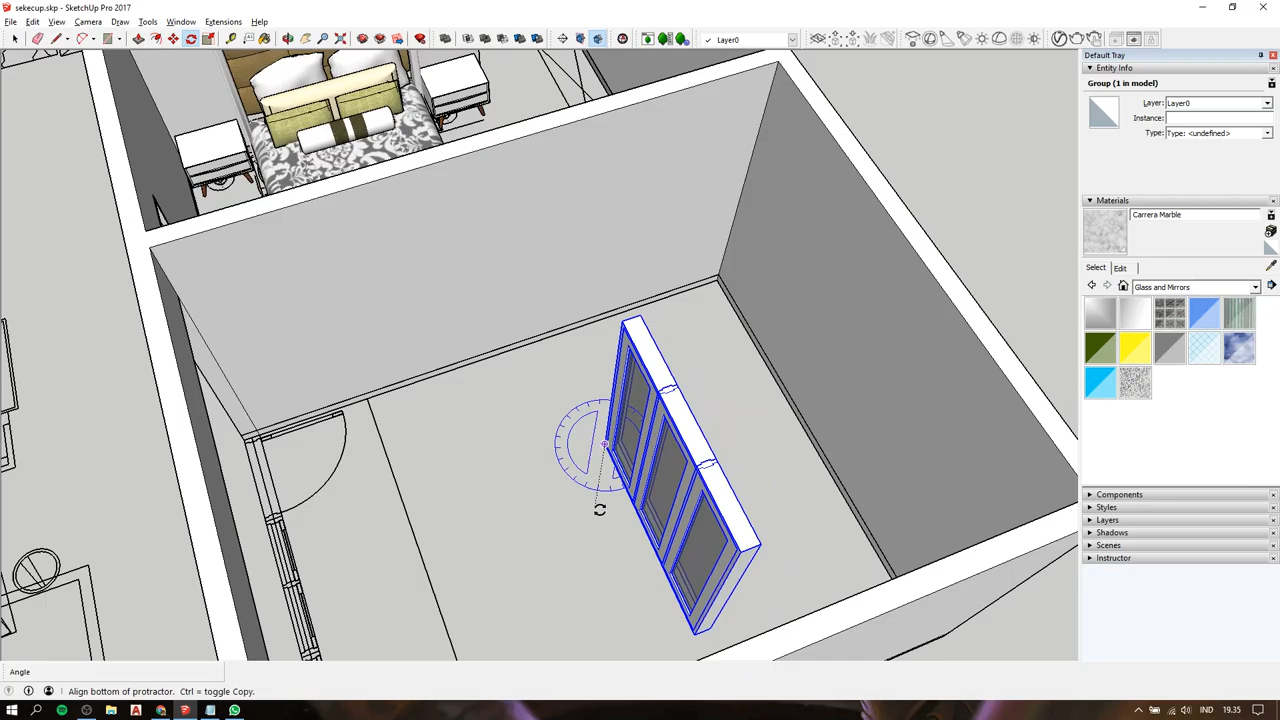 sekecup.skp - SketchUp Pro 2017
File Edit View Camera Draw Tools Window Extensions Help
Layer0
Default Tray
Entity Info
Group (1 in model)
Layer: Layer0
Instance:
Type: Type: <undefined>
Materials
Carrera Marble
Select Edit
Glass and Mirrors
Components
Styles
Layers
Shadows
Scenes
Instructor
Angle
Align bottom of protractor. Ctrl = toggle Copy.
IND 19.35